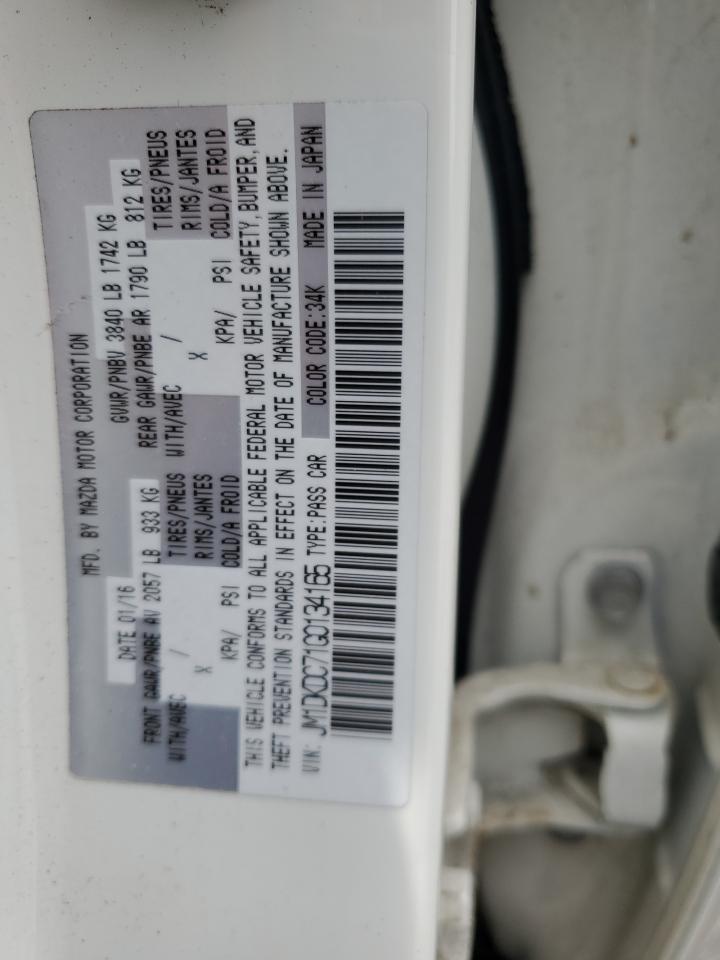 MFD. BY MAZDA MOTOR CORPORATION
DATE 01/16 GVWR/PNBV 3840 LB 1742 KG
FRONT GAWR/PNBE AV 2057 LB 933 KG REAR GAWR/PNBE AR 1790 LB 812 KG
WITH/AVEC / TIRES/PNEUS WITH/AVEC / TIRES/PNEUS
X RIMS/JANTES X RIMS/JANTES
KPA/ PSI COLD/A FROID KPA/ PSI COLD/A FROID
THIS VEHICLE CONFORMS TO ALL APPLICABLE FEDERAL MOTOR VEHICLE SAFETY, BUMPER, AND
THEFT PREVENTION STANDARDS IN EFFECT ON THE DATE OF MANUFACTURE SHOWN ABOVE.
VIN: JM1DKDC71G0134165 TYPE:PASS CAR COLOR CODE:34K MADE IN JAPAN